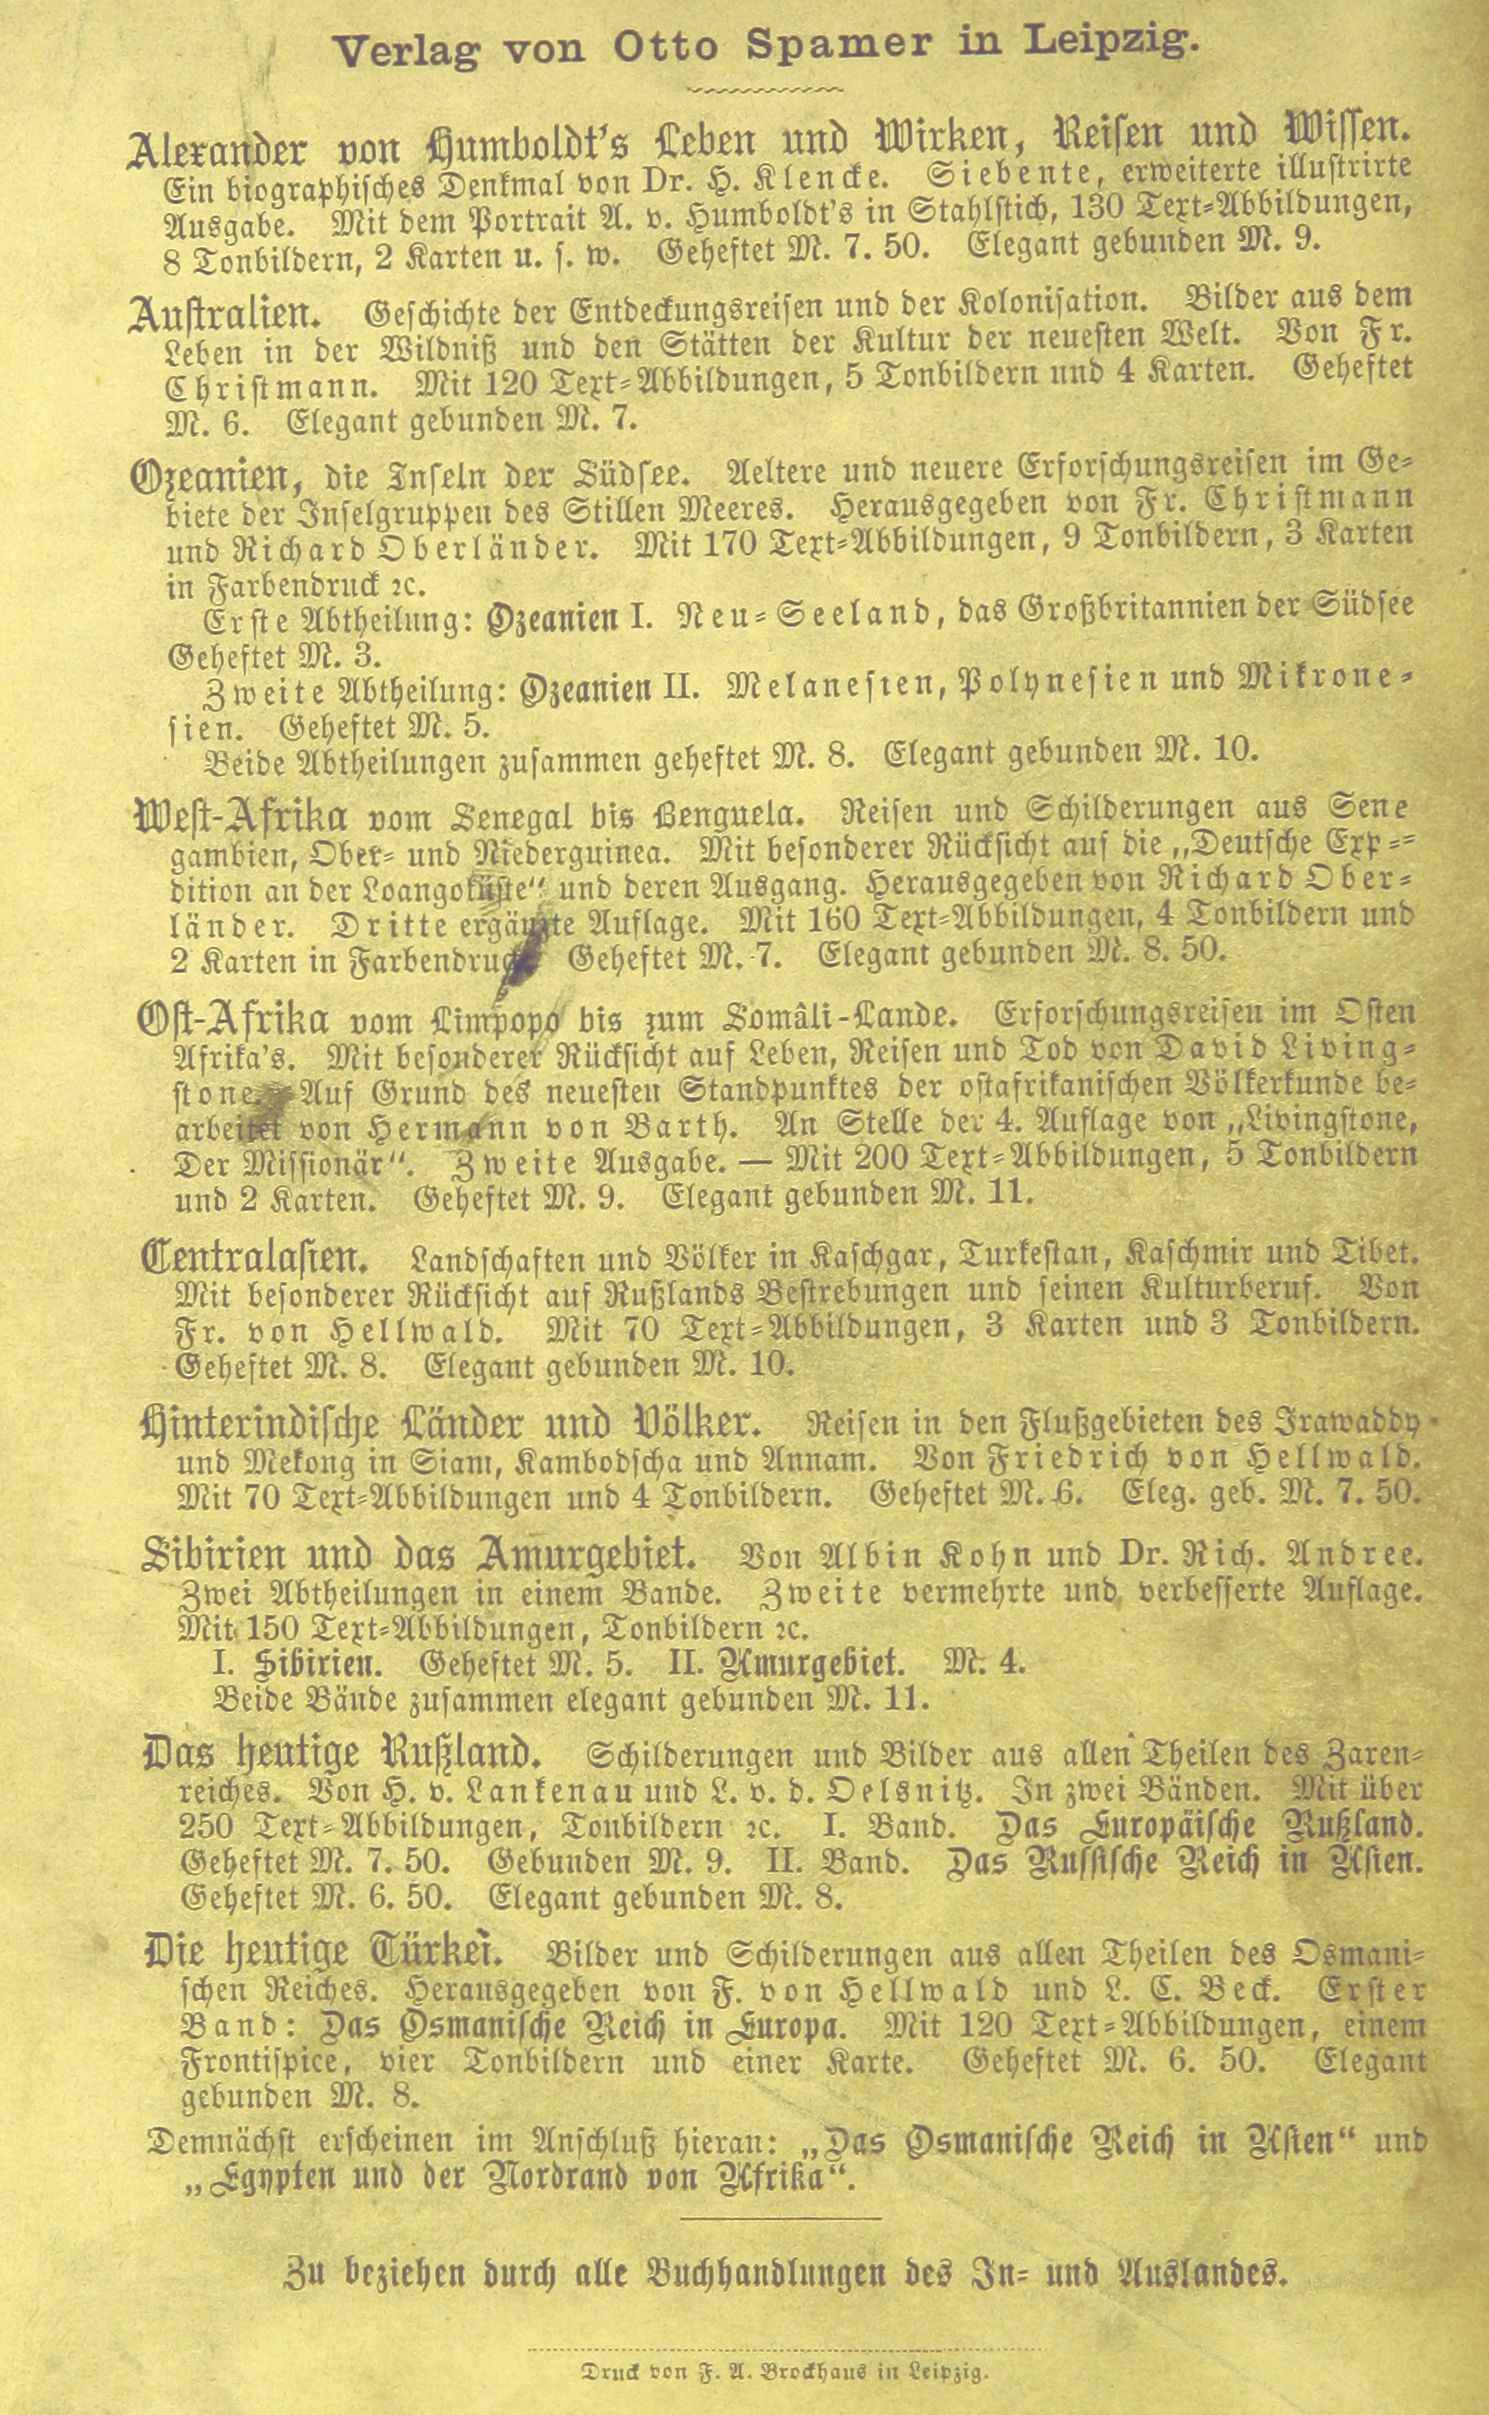 Verlag von Otto Spamer in Leipzig.
Alexander von Humboldt's Leben und Wirken, Reisen und Wissen.
Ein biographisches Denkmal von Dr. H. Klencke. Siebente, erweiterte illustrirte
Ausgabe. Mit dem Portrait A. v. Humboldt's in Stahlstich, 130 Text-Abbildungen,
8 Tonbildern, 2 Karten u. s. w. Geheftet M. 7. 50. Elegant gebunden M. 9.
Australien. Geschichte der Entdeckungsreisen und der Kolonisation. Bilder aus dem
Leben in der Wildniß und den Stätten der Kultur der neuesten Welt. Von Fr.
Christmann. Mit 120 Text-Abbildungen, 5 Tonbildern und 4 Karten. Geheftet
M. 6. Elegant gebunden M. 7.
Ozeanien, die Inseln der Südsee. Aeltere und neuere Erforschungsreisen im Ge-
biete der Inselgruppen des Stillen Meeres. Herausgegeben von Fr. Christmann
und Richard Oberländer. Mit 170 Text-Abbildungen, 9 Tonbildern, 3 Karten
in Farbendruck ꝛc.
Erste Abtheilung: Ozeanien I. Neu-Seeland, das Großbritannien der Südsee
Geheftet M. 3.
Zweite Abtheilung: Ozeanien II. Melanesien, Polynesien und Mikrone-
sien. Geheftet M. 5.
Beide Abtheilungen zusammen geheftet M. 8. Elegant gebunden M. 10.
West-Afrika vom Senegal bis Benguela. Reisen und Schilderungen aus Sene
gambien, Ober- und Niederguinea. Mit besonderer Rücksicht auf die „Deutsche Exp-
dition an der Loangoküste“ und deren Ausgang. Herausgegeben von Richard Ober-
länder. Dritte ergänzte Auflage. Mit 160 Text-Abbildungen, 4 Tonbildern und
2 Karten in Farbendruck Geheftet M. 7. Elegant gebunden M. 8. 50.
Ost-Afrika vom Limpopo bis zum Somâli-Lande. Erforschungsreisen im Osten
Afrika's. Mit besonderer Rücksicht auf Leben, Reisen und Tod von David Living-
stone. Auf Grund des neuesten Standpunktes der ostafrikanischen Völkerkunde be-
arbeitet von Hermann von Barth. An Stelle der 4. Auflage von „Livingstone,
Der Missionär“. Zweite Ausgabe. — Mit 200 Text-Abbildungen, 5 Tonbildern
und 2 Karten. Geheftet M. 9. Elegant gebunden M. 11.
Centralasien. Landschaften und Völker in Kaschgar, Turkestan, Kaschmir und Tibet.
Mit besonderer Rücksicht auf Rußlands Bestrebungen und seinen Kulturberuf. Von
Fr. von Hellwald. Mit 70 Text-Abbildungen, 3 Karten und 3 Tonbildern.
Geheftet M. 8. Elegant gebunden M. 10.
Hinterindische Länder und Völker. Reisen in den Flußgebieten des Irawaddy
und Mekong in Siam, Kambodscha und Annam. Von Friedrich von Hellwald.
Mit 70 Text-Abbildungen und 4 Tonbildern. Geheftet M. 6. Eleg. geb. M. 7. 50.
Sibirien und das Amurgebiet. Von Albin Kohn und Dr. Rich. Andree.
Zwei Abtheilungen in einem Bande. Zweite vermehrte und verbesserte Auflage.
Mit 150 Text-Abbildungen, Tonbildern ꝛc.
I. Sibirien. Geheftet M. 5. II. Amurgebiet. M. 4.
Beide Bände zusammen elegant gebunden M. 11.
Das heutige Rußland. Schilderungen und Bilder aus allen Theilen des Zaren-
reiches. Von H. v. Lankenau und L. v. d. Oelsnitz. In zwei Bänden. Mit über
250 Text-Abbildungen, Tonbildern ꝛc. I. Band. Das Europäische Rußland.
Geheftet M. 7. 50. Gebunden M. 9. II. Band. Das Russische Reich in Asien.
Geheftet M. 6. 50. Elegant gebunden M. 8.
Die heutige Türkei. Bilder und Schilderungen aus allen Theilen des Osmani-
schen Reiches. Herausgegeben von F. von Hellwald und L. C. Beck. Erster
Band: Das Osmanische Reich in Europa. Mit 120 Text-Abbildungen, einem
Frontispice, vier Tonbildern und einer Karte. Geheftet M. 6. 50. Elegant
gebunden M. 8.
Demnächst erscheinen im Anschluß hieran: „Das Osmanische Reich in Asien“ und
„Egypten und der Nordrand von Afrika“.
Zu beziehen durch alle Buchhandlungen des In- und Auslandes.
Druck von F. A. Brockhaus in Leipzig.